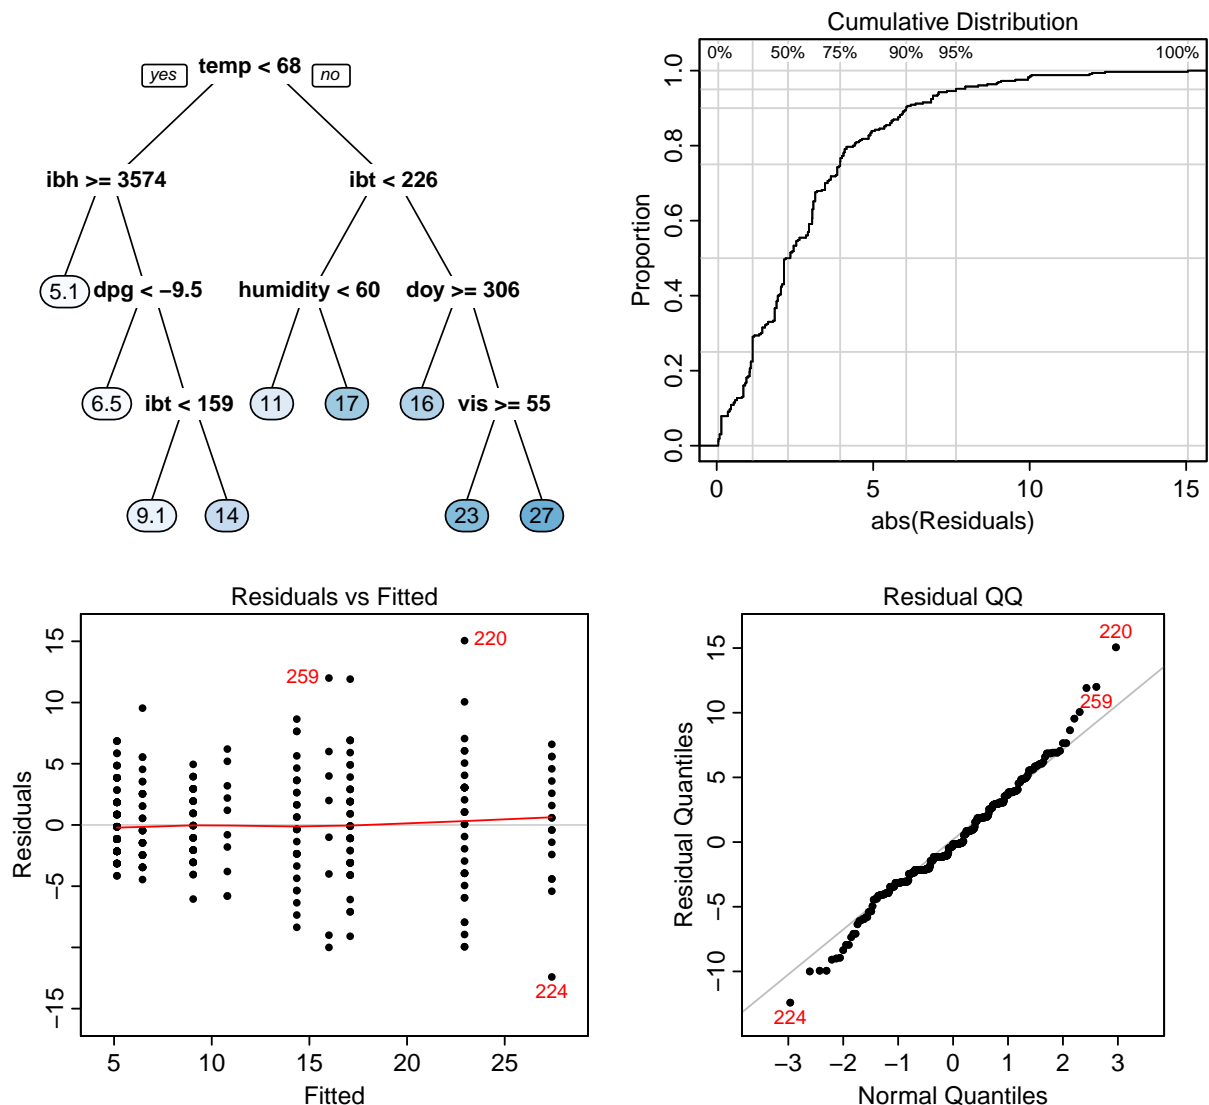 yes temp < 68 no
ibh >= 3574 ibt < 226
5.1 dpg < −9.5 humidity < 60 doy >= 306
6.5 ibt < 159 11 17 16 vis >= 55
9.1 14 23 27
Cumulative Distribution
0% 50% 75% 90% 95% 100%
1.0
0.8
0.6
0.4
0.2
0.0
Proportion
0 5 10 15
abs(Residuals)
Residuals vs Fitted
15
10
5
0
−5
−15
Residuals
220
259
224
5 10 15 20 25
Fitted
Residual QQ
15
10
5
0
−5
−10
Residual Quantiles
220
259
224
−3 −2 −1 0 1 2 3
Normal Quantiles